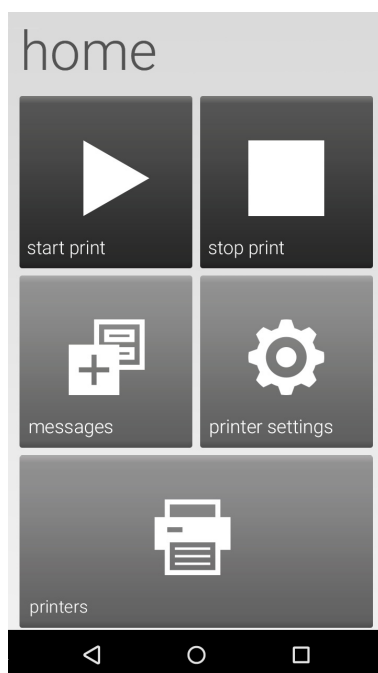 home
start print
stop print
messages
printer settings
printers